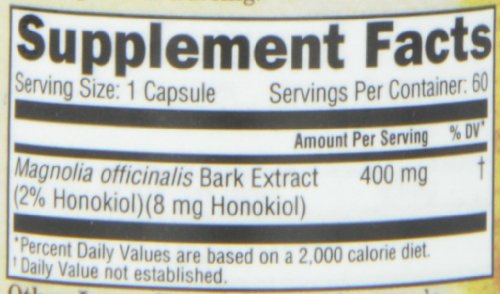 Supplement Facts
Serving Size: 1 Capsule Servings Per Container: 60
Amount Per Serving % DV*
Magnolia officinalis Bark Extract 400 mg †
(2% Honokiol)(8 mg Honokiol)
*Percent Daily Values are based on a 2,000 calorie diet.
† Daily Value not established.